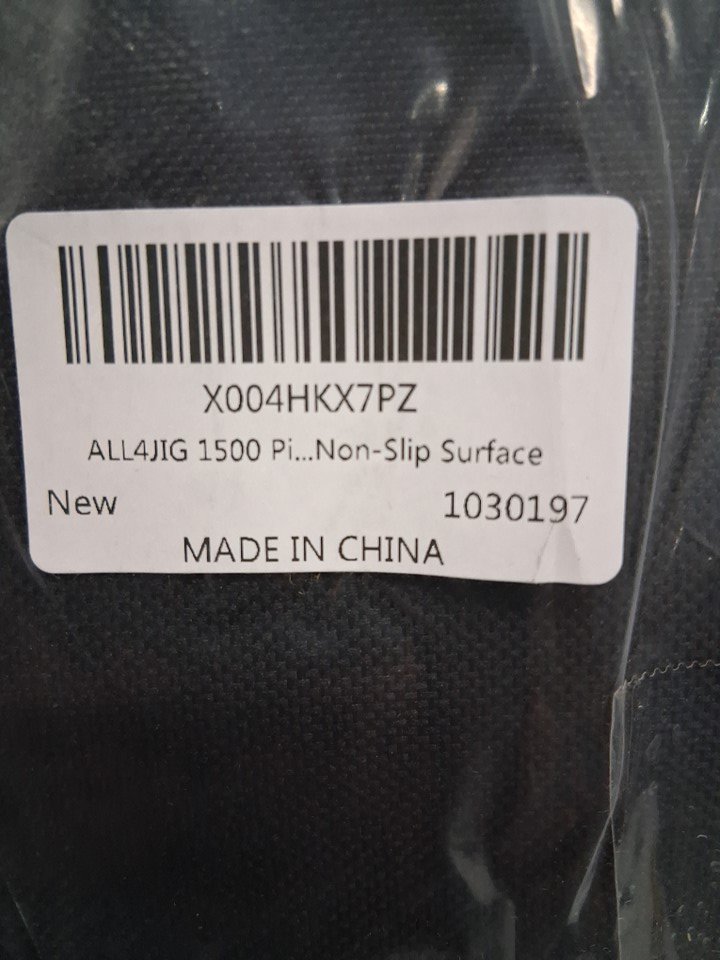 X004HKX7PZ
ALL4JIG 1500 Pi...Non-Slip Surface
New 1030197
MADE IN CHINA